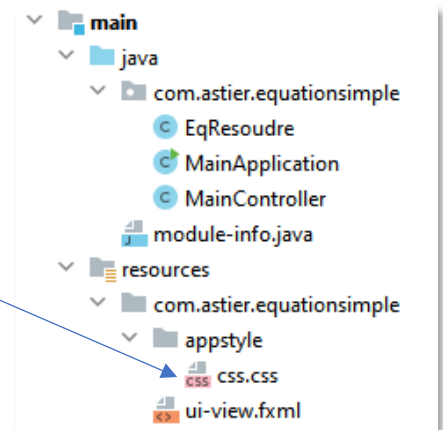 main
java
com.astier.equationsimple
C EqResoudre
C MainApplication
C MainController
J module-info.java
resources
com.astier.equationsimple
appstyle
CSS css.css
<> ui-view.fxml